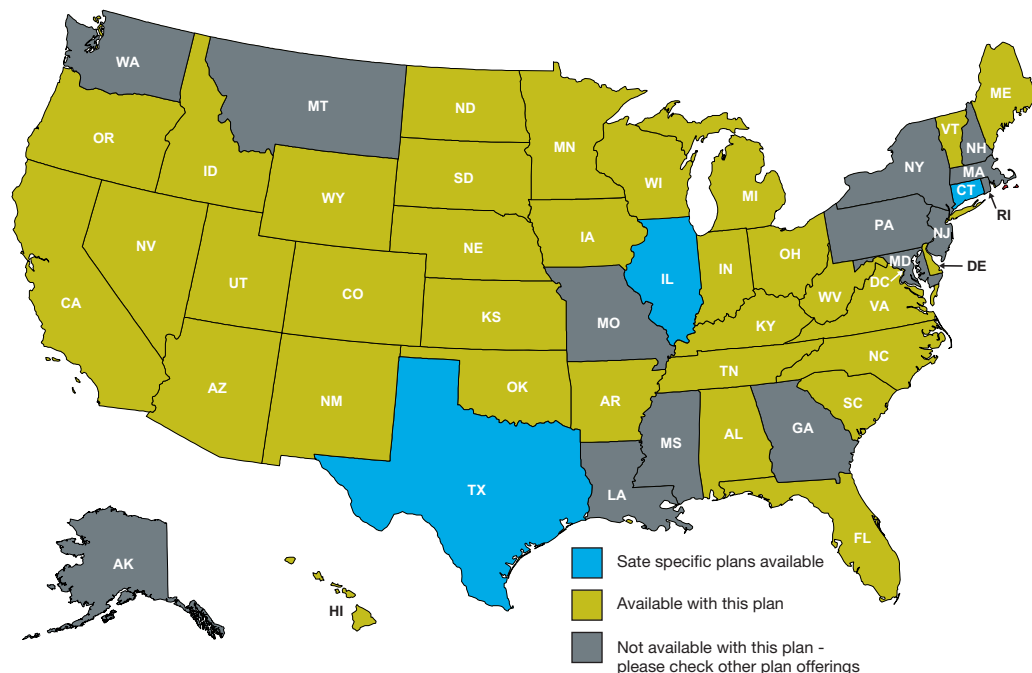 WA
MT
ND
ME
OR
MN
VT
NH
ID
SD
WI
NY
MA
WY
MI
CT
RI
NV
NE
IA
PA
NJ
OH
MD
DE
CA
UT
CO
IL
IN
DC
WV
VA
KS
MO
KY
NC
AZ
NM
OK
AR
TN
SC
MS
AL
GA
TX
LA
FL
AK
HI
Sate specific plans available
Available with this plan
Not available with this plan -
please check other plan offerings